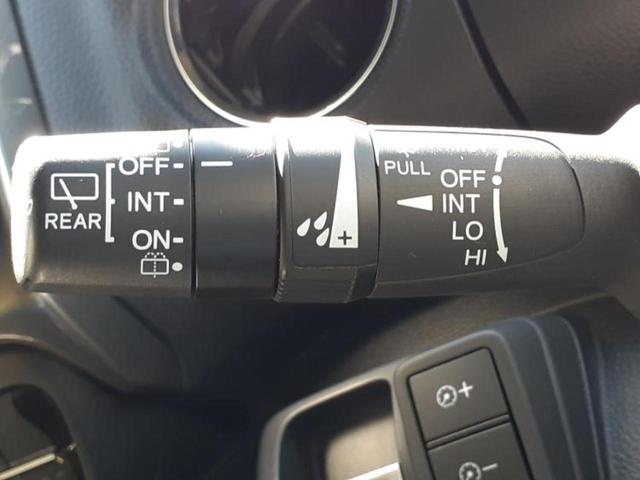 OFF
INT
REAR
ON
PULL
OFF
INT
LO
HI
+
+
−